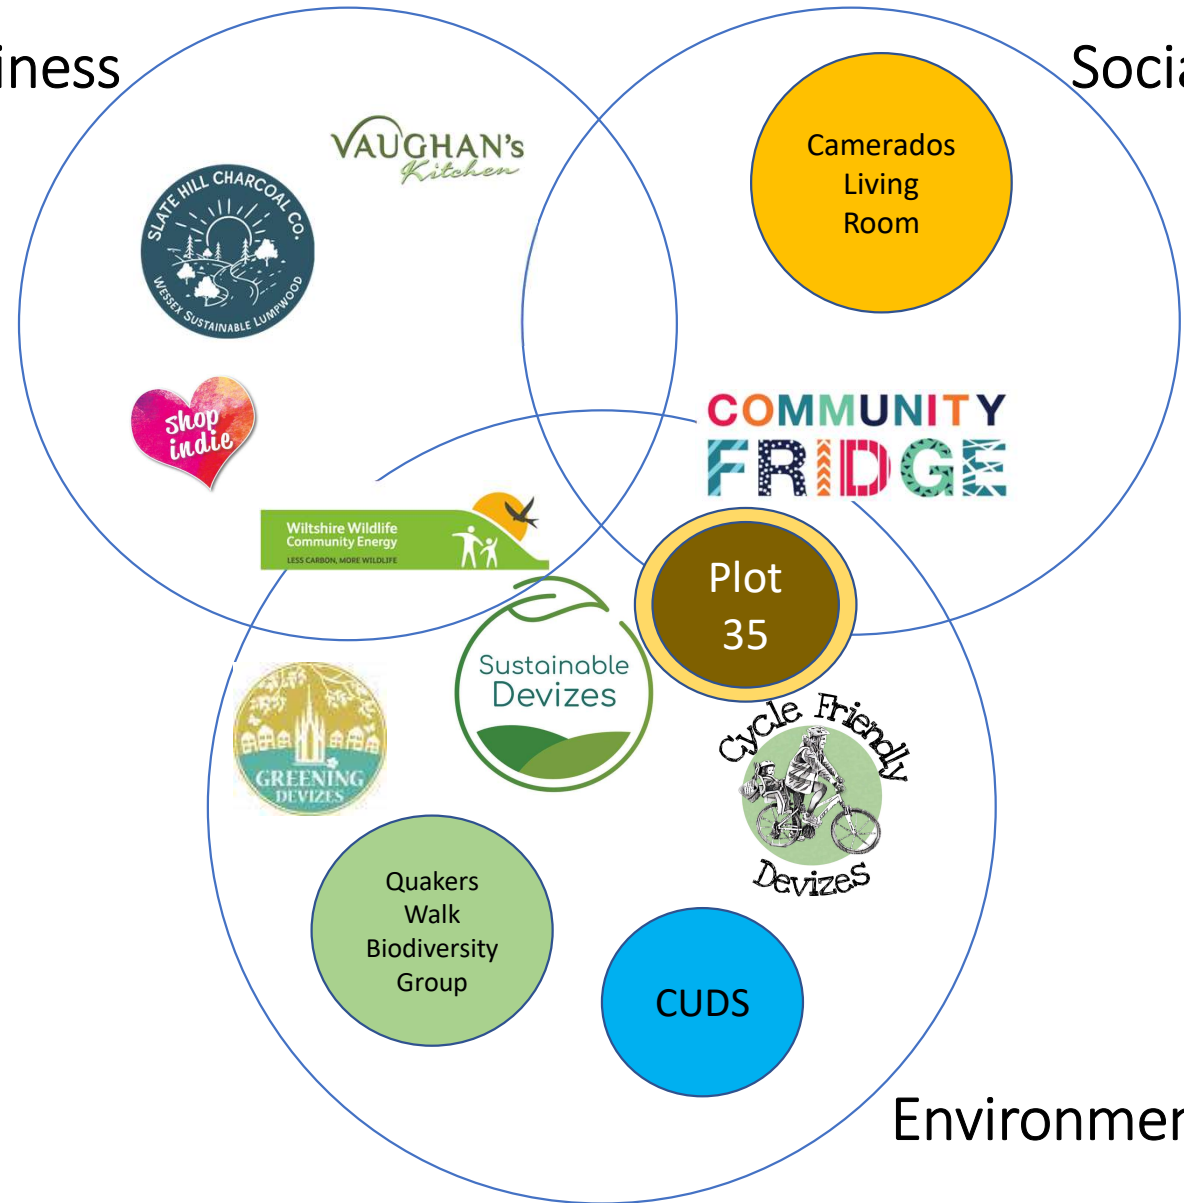 iness
Socia
VAUGHAN's
Kitchen
SLATE HILL CHARCOAL CO.
WESSEX SUSTAINABLE LUMPWOOD
Camerados
Living
Room
shop
indie
COMMUNITY
FRIDGE
Wiltshire Wildlife
Community Energy
LESS CARBON, MORE WILDLIFE
Plot
35
Sustainable
Devizes
GREENING
DEVIZES
Cycle Friendly
Devizes
Quakers
Walk
Biodiversity
Group
CUDS
Environmen